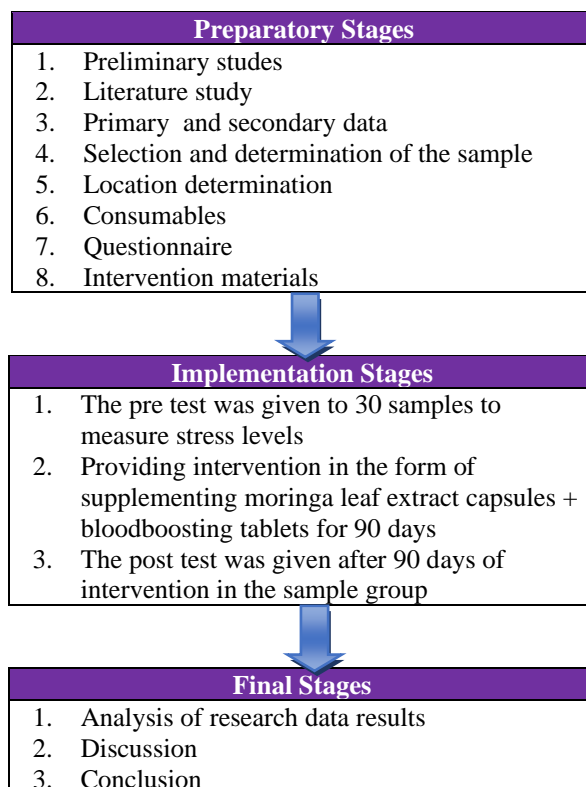 Preparatory Stages
1. Preliminary studes
2. Literature study
3. Primary and secondary data
4. Selection and determination of the sample
5. Location determination
6. Consumables
7. Questionnaire
8. Intervention materials
Implementation Stages
1. The pre test was given to 30 samples to
measure stress levels
2. Providing intervention in the form of
supplementing moringa leaf extract capsules +
bloodboosting tablets for 90 days
3. The post test was given after 90 days of
intervention in the sample group
Final Stages
1. Analysis of research data results
2. Discussion
3. Conclusion